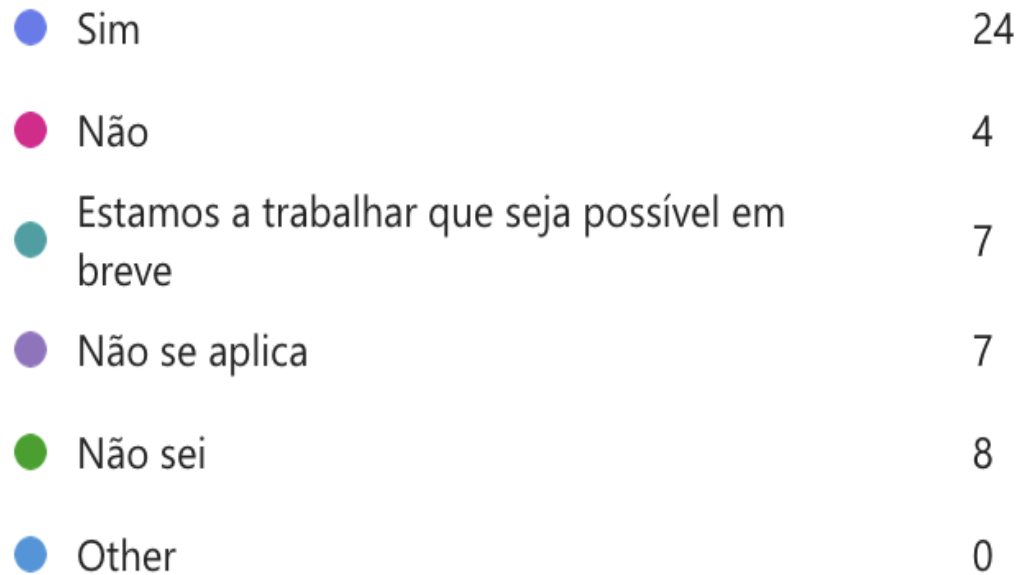 Sim 24
Não 4
Estamos a trabalhar que seja possível em
breve 7
Não se aplica 7
Não sei 8
Other 0